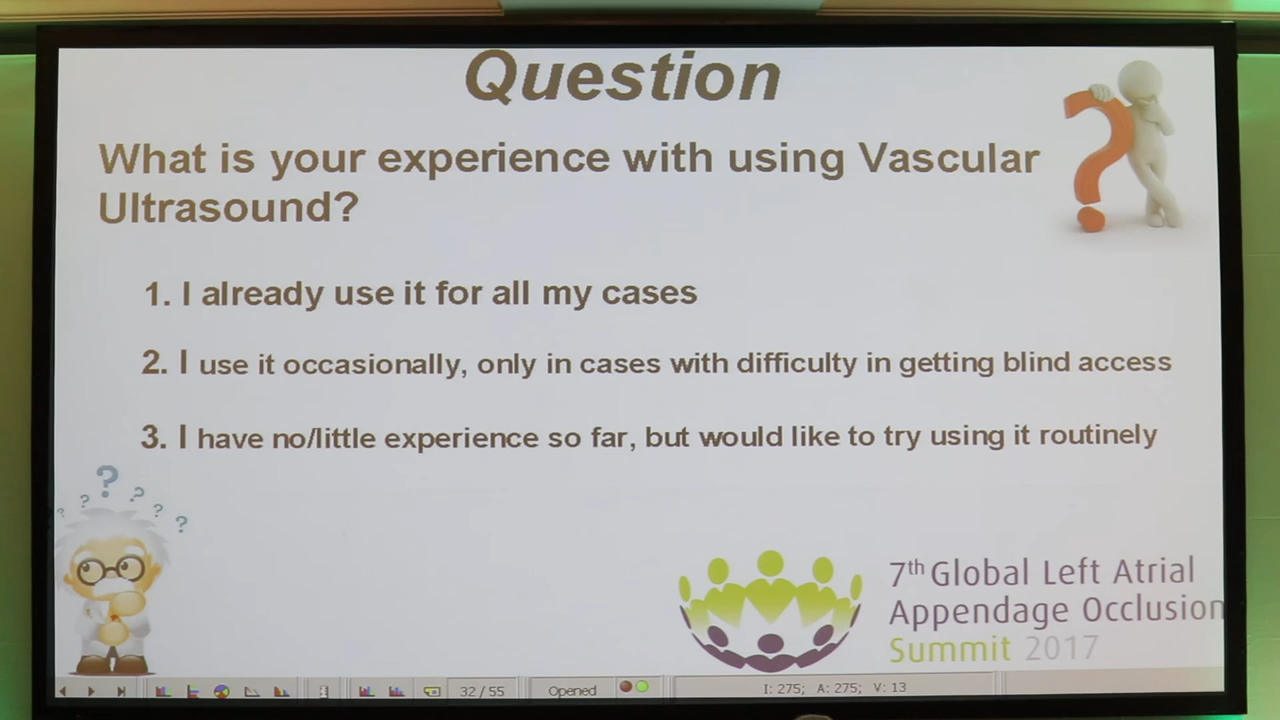 Question
What is your experience with using Vascular
Ultrasound?
1. I already use it for all my cases
2. I use it occasionally, only in cases with difficulty in getting blind access
3. I have no/little experience so far, but would like to try using it routinely
? ? ? ? ? ?
?
7th Global Left Atrial
Appendage Occlusion
Summit 2017
32 / 55 Opened I: 275; A: 275; V: 13